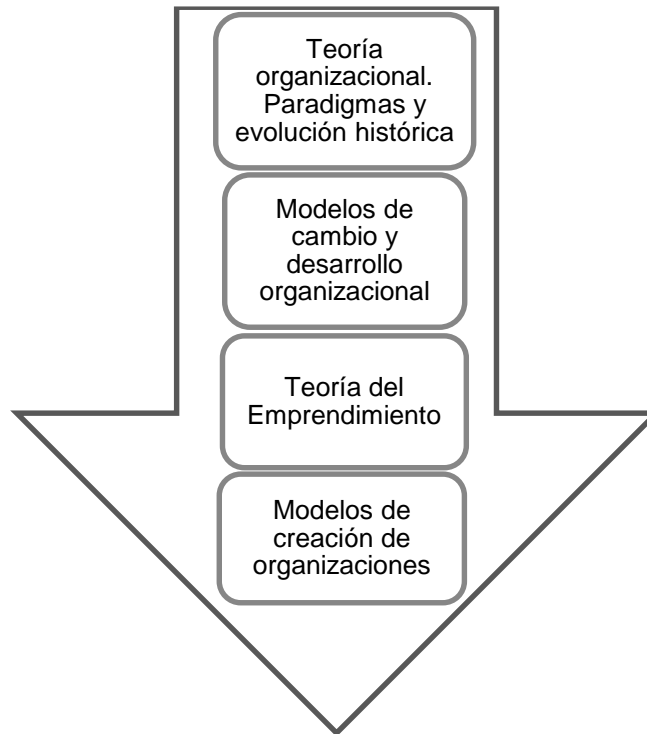 Teoría
organizacional.
Paradigmas y
evolución histórica
Modelos de
cambio y
desarrollo
organizacional
Teoría del
Emprendimiento
Modelos de
creación de
organizaciones